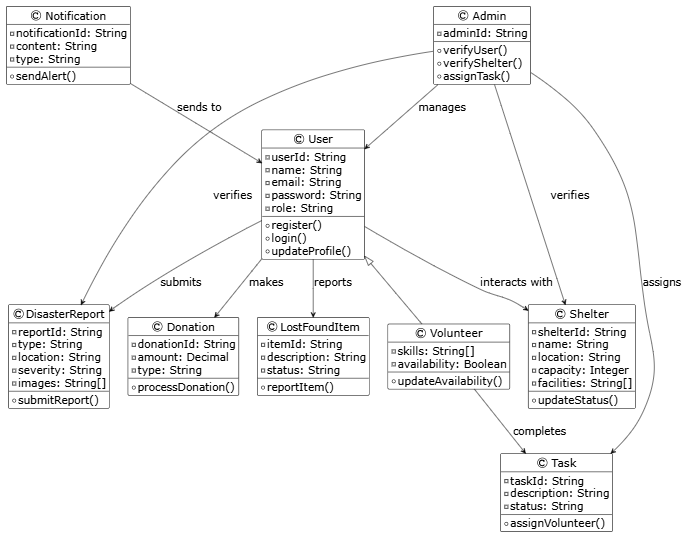 © Notification
notificationId: String
content: String
type: String
sendAlert()
© Admin
adminId: String
verifyUser()
verifyShelter()
assignTask()
sends to
manages
© User
userId: String
name: String
email: String
password: String
role: String
register()
login()
updateProfile()
verifies
verifies
submits
makes
reports
interacts with
assigns
© DisasterReport
reportId: String
type: String
location: String
severity: String
images: String[]
submitReport()
© Donation
donationId: String
amount: Decimal
type: String
processDonation()
© LostFoundItem
itemId: String
description: String
status: String
reportItem()
© Volunteer
skills: String[]
availability: Boolean
updateAvailability()
© Shelter
shelterId: String
name: String
location: String
capacity: Integer
facilities: String[]
updateStatus()
completes
© Task
taskId: String
description: String
status: String
assignVolunteer()